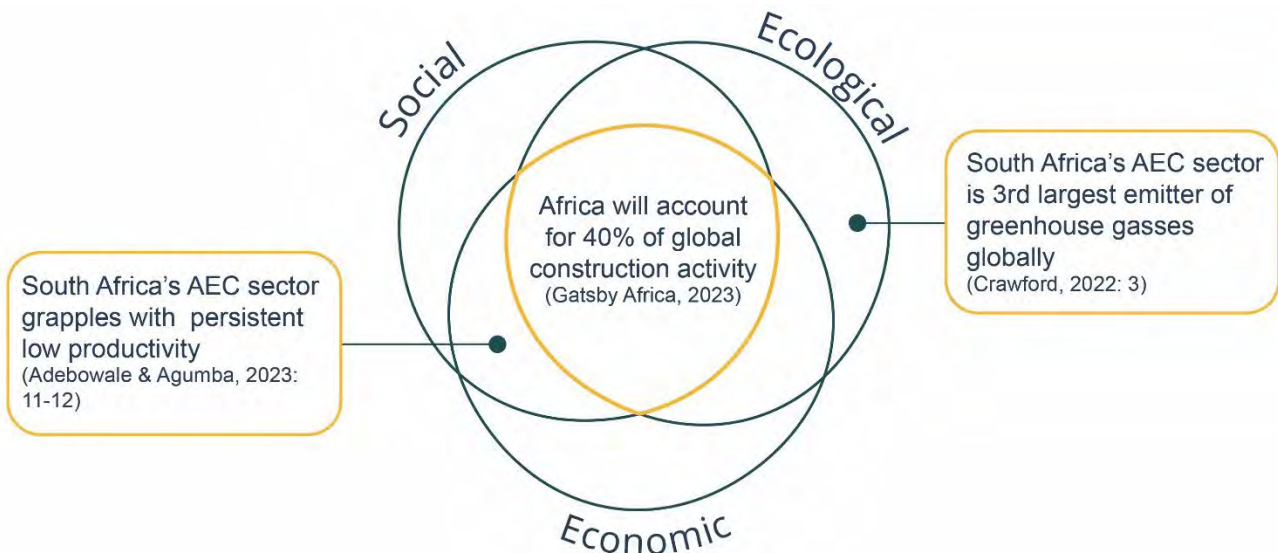 Social
Ecological
South Africa's AEC sector
is 3rd largest emitter of
greenhouse gasses
globally
(Crawford, 2022: 3)
Africa will account
for 40% of global
construction activity
(Gatsby Africa, 2023)
South Africa's AEC sector
grapples with persistent
low productivity
(Adebowale & Agumba, 2023:
11-12)
Economic